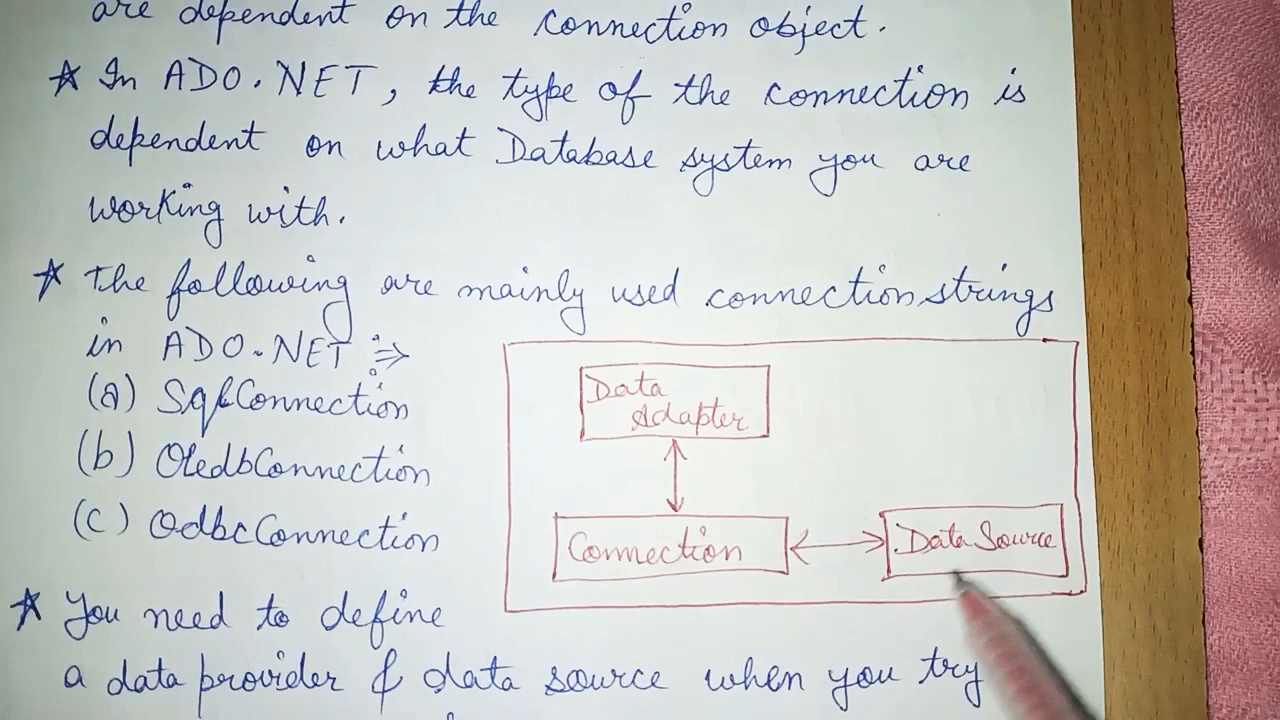 are dependent on the connection object.
☆ In ADO.NET, the type of the connection is
dependent on what Database system you are
working with.
☆ The following are mainly used connection strings
in ADO.NET :⇒
(a) SqlConnection
(b) OledbConnection
(c) OdbcConnection
Data
Adapter
Connection
Data Source
☆ You need to define
a data provider & data source when you try